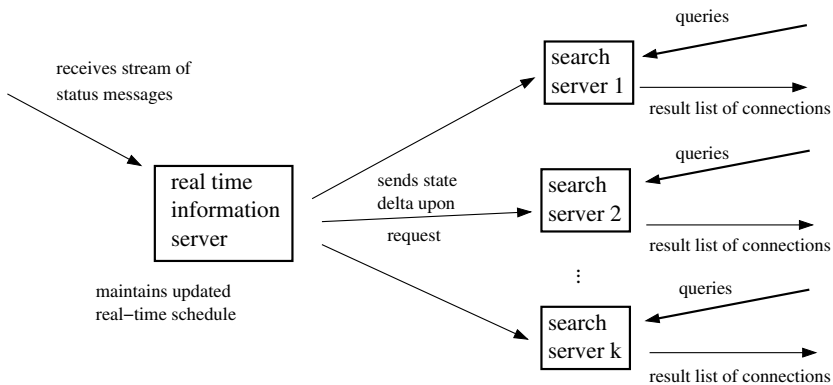 receives stream of
status messages
real time
information
server
maintains updated
real−time schedule
sends state
delta upon
request
search
server 1
queries
result list of connections
search
server 2
queries
result list of connections
...
search
server k
queries
result list of connections